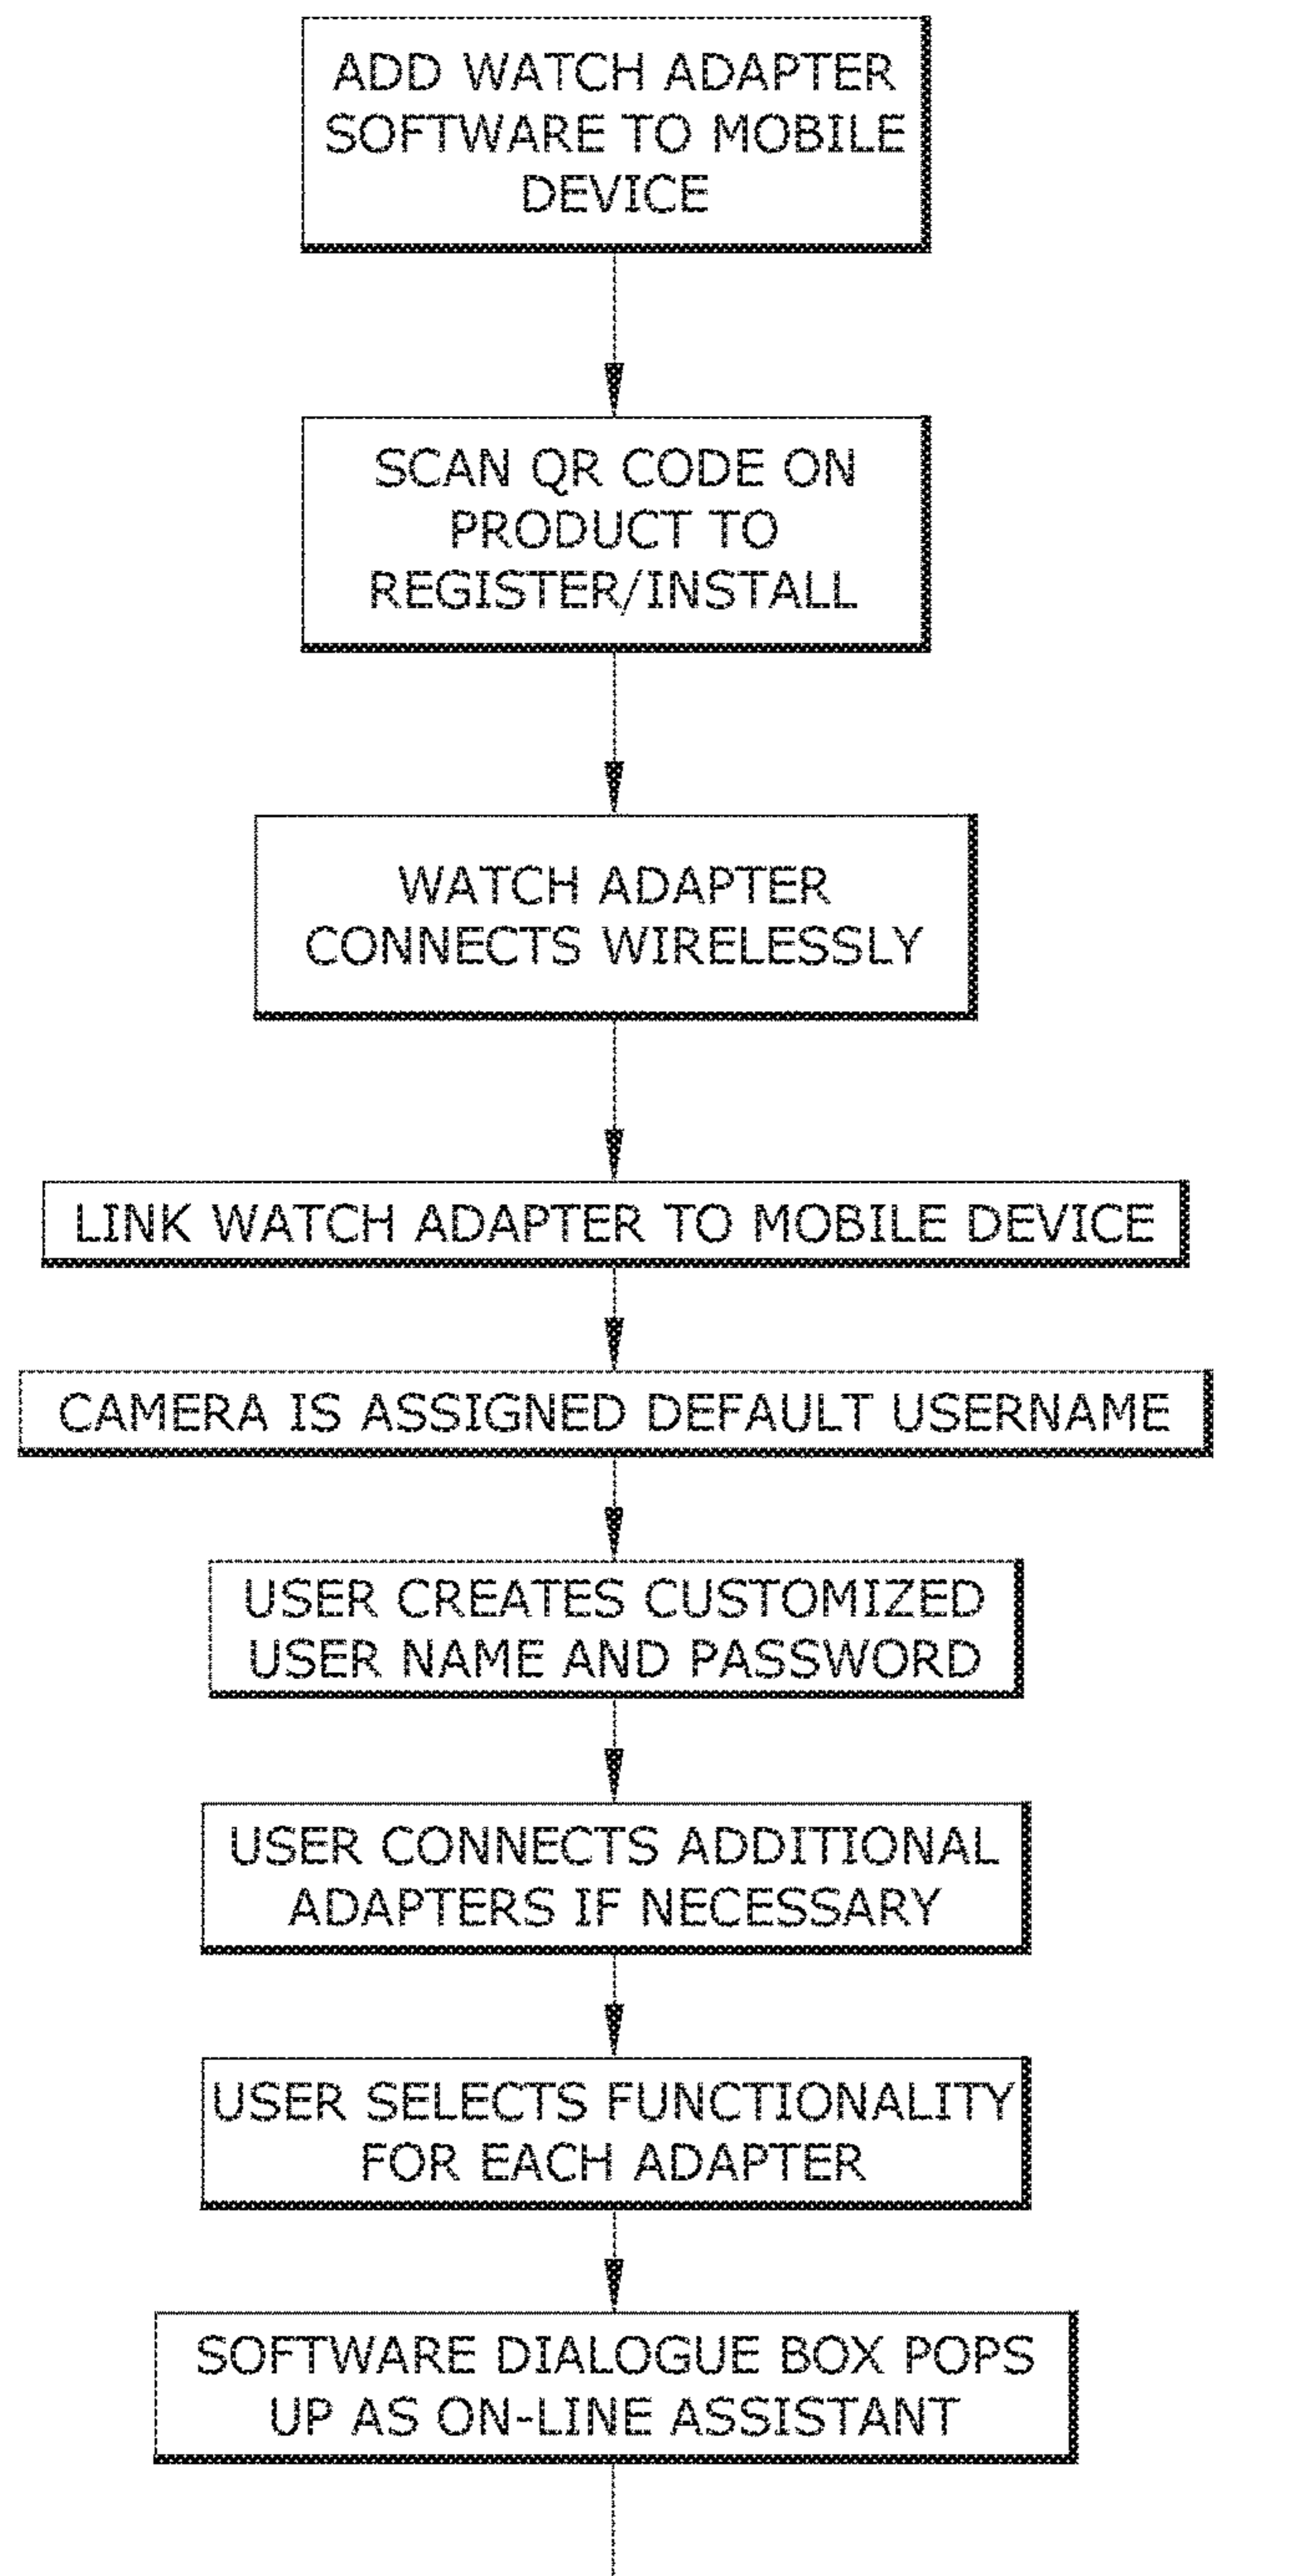 ADD WATCH ADAPTER
SOFTWARE TO MOBILE
DEVICE
SCAN QR CODE ON
PRODUCT TO
REGISTER/INSTALL
WATCH ADAPTER
CONNECTS WIRELESSLY
LINK WATCH ADAPTER TO MOBILE DEVICE
CAMERA IS ASSIGNED DEFAULT USERNAME
USER CREATES CUSTOMIZED
USER NAME AND PASSWORD
USER CONNECTS ADDITIONAL
ADAPTERS IF NECESSARY
USER SELECTS FUNCTIONALITY
FOR EACH ADAPTER
SOFTWARE DIALOGUE BOX POPS
UP AS ON-LINE ASSISTANT